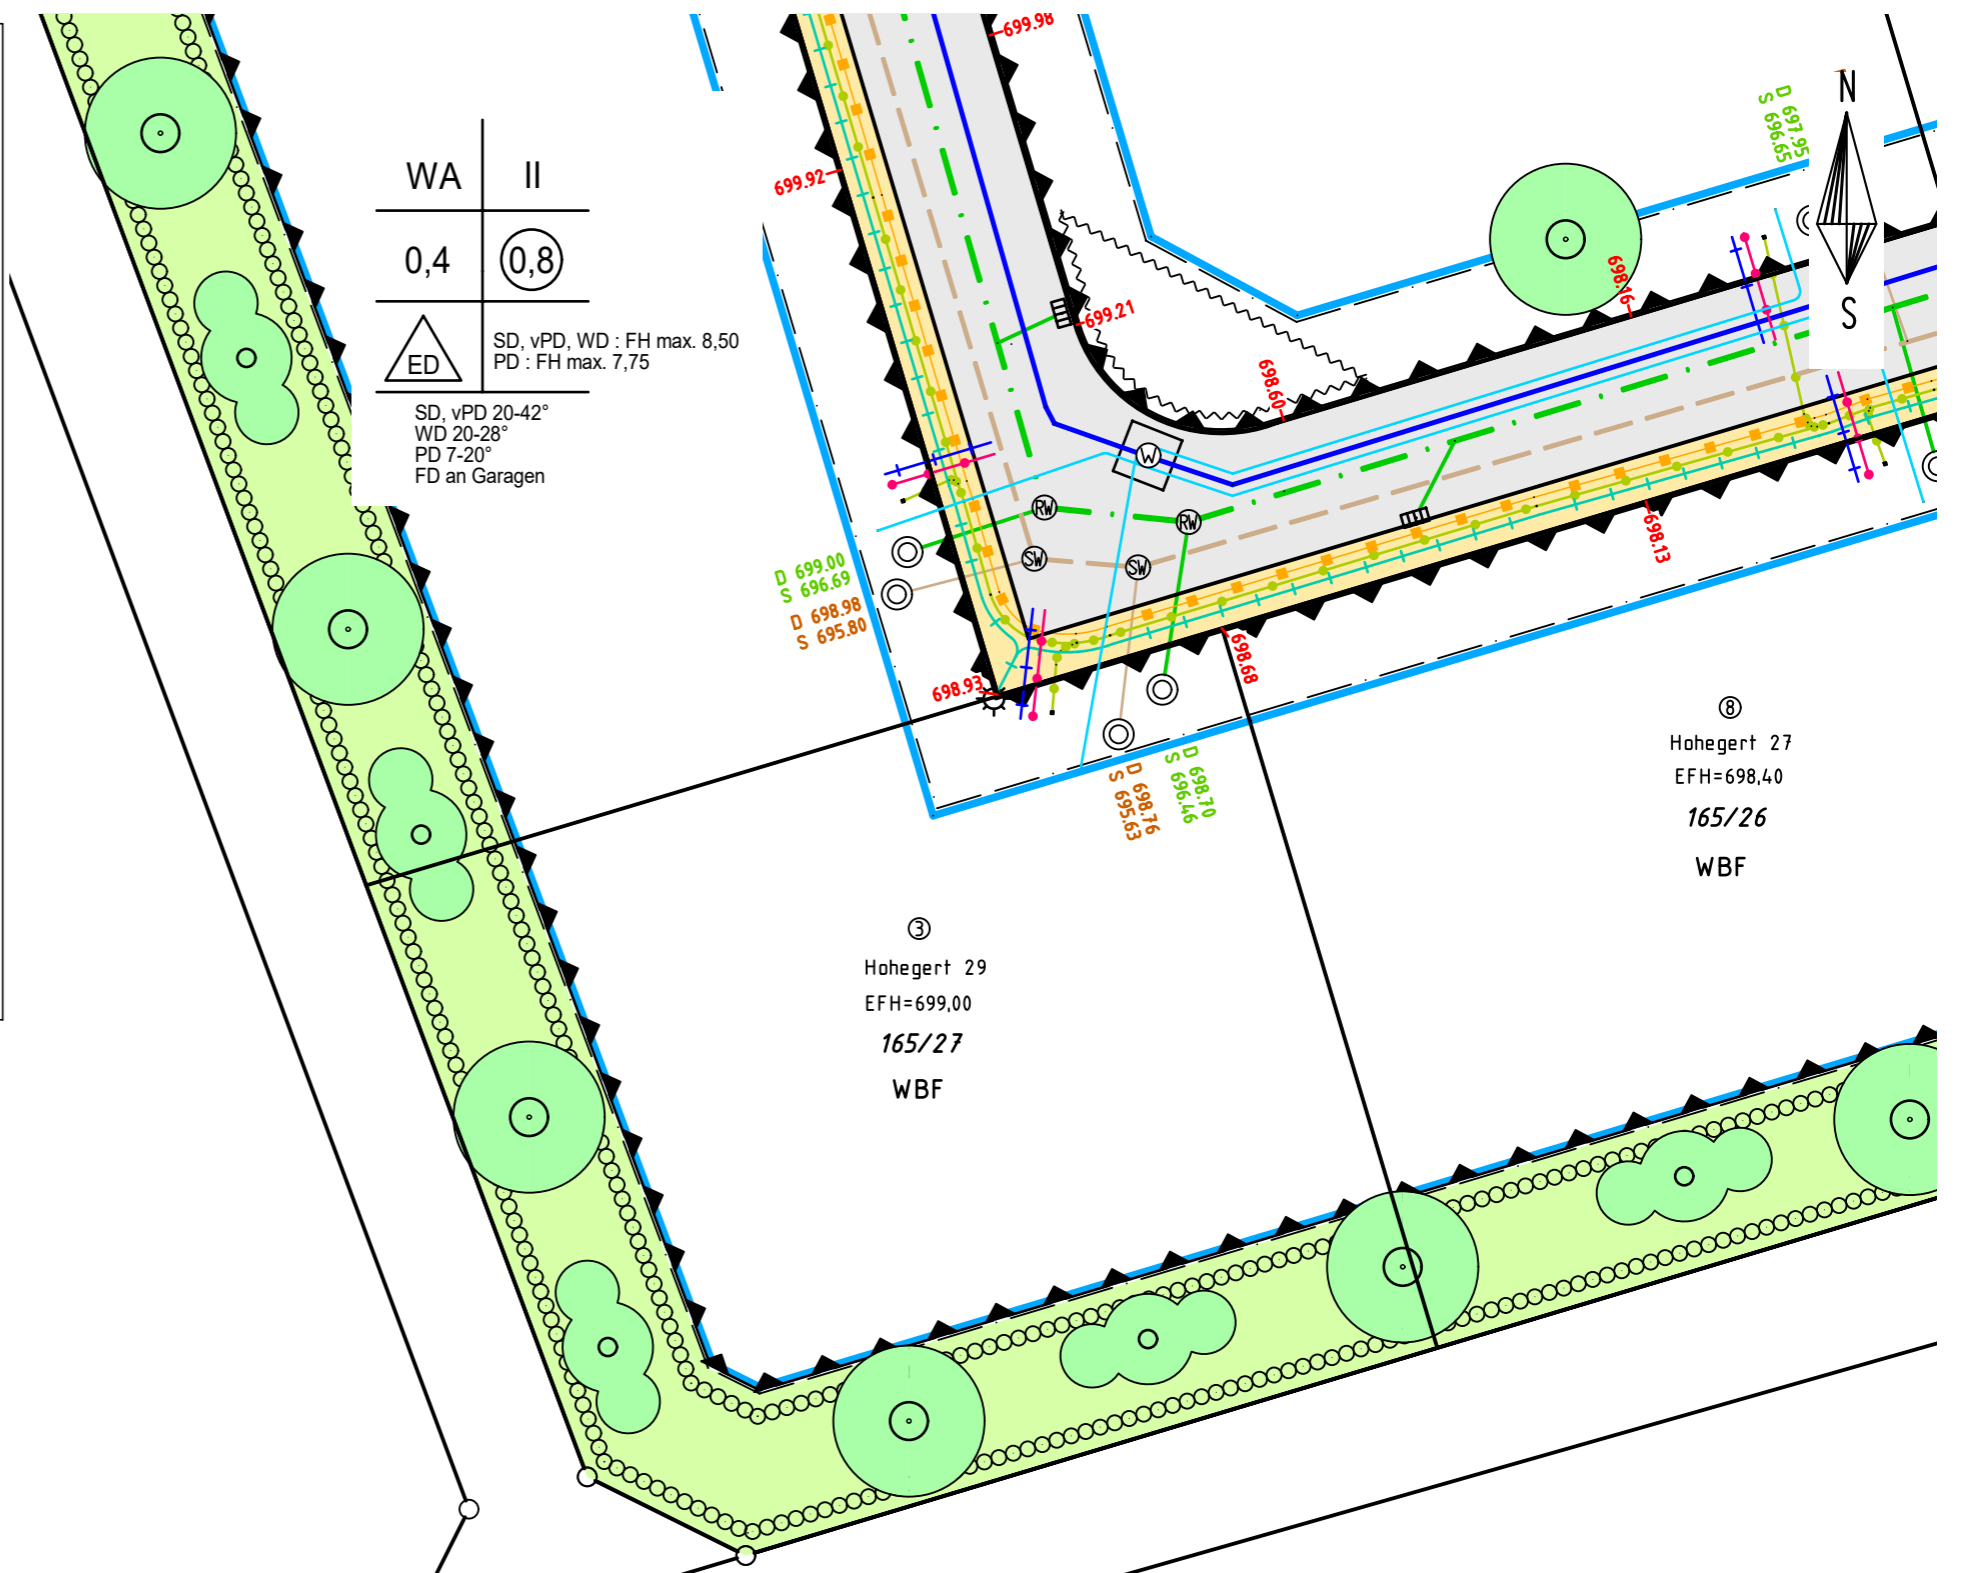 699.98
N
D 697.95
S 696.65
WA II
699.92
0,4 0,8
698.16
699.21
S
SD, vPD, WD : FH max. 8,50
PD : FH max. 7,75
ED
698.60
SD, vPD 20-42°
WD 20-28°
PD 7-20°
FD an Garagen
W
RW
RW
698.13
SW
SW
D 699.00
S 696.69
D 698.98
S 695.80
698.68
698.93
D 698.70
S 696.46
D 698.76
S 695.63
8
Hohegert 27
EFH=698,40
165/26
WBF
3
Hohegert 29
EFH=699,00
165/27
WBF